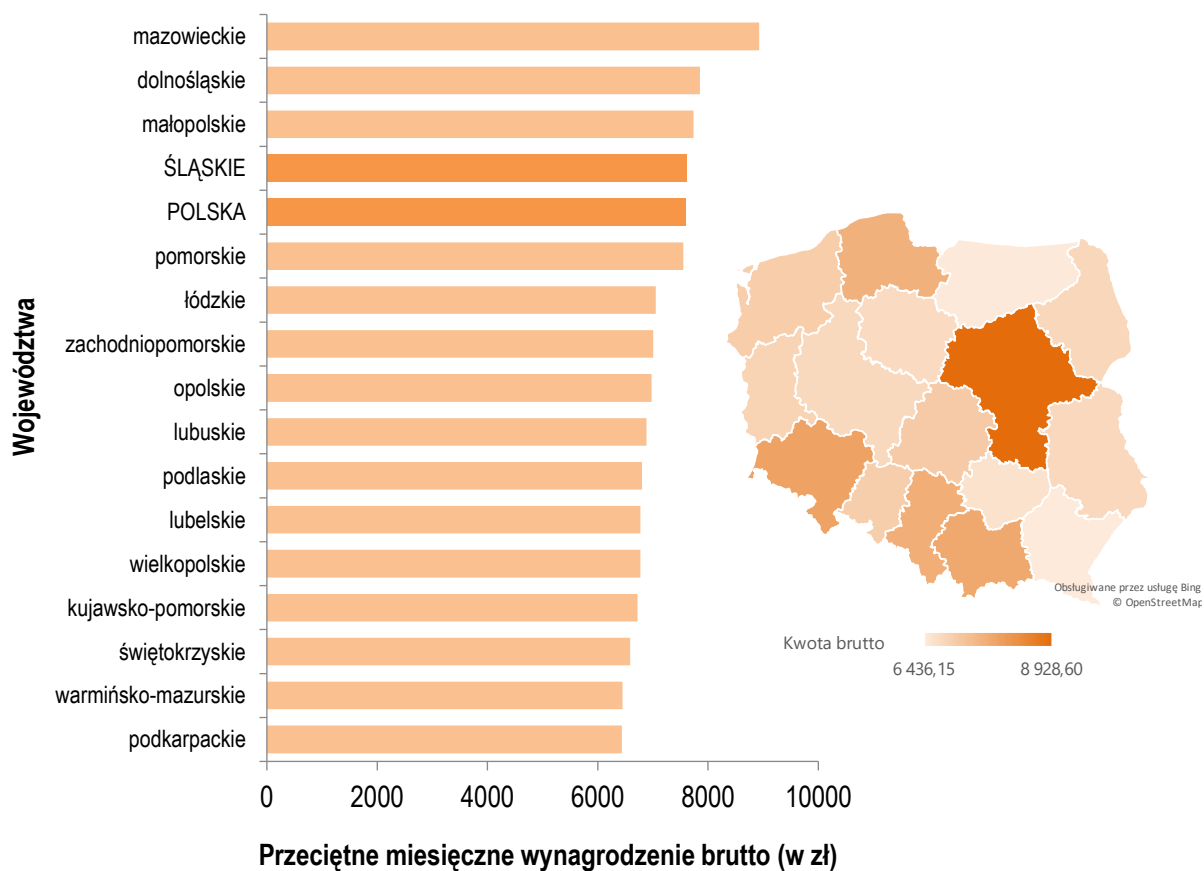 mazowieckie
dolnośląskie
małopolskie
ŚLĄSKIE
POLSKA
pomorskie
łódzkie
zachodniopomorskie
opolskie
lubuskie
podlaskie
lubelskie
wielkopolskie
kujawsko-pomorskie
świętokrzyskie
warmińsko-mazurskie
podkarpackie
Województwa
0 2000 4000 6000 8000 10000
Przeciętne miesięczne wynagrodzenie brutto (w zł)
Obsługiwane przez usługę Bing
© OpenStreetMap
Kwota brutto
6 436,15 8 928,60